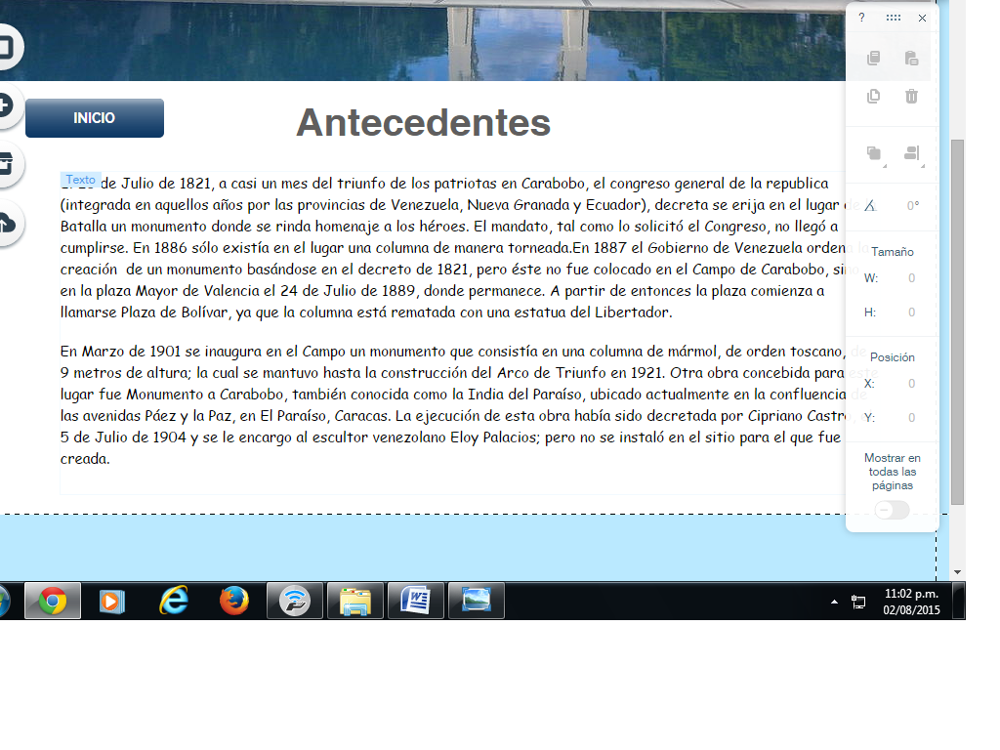 ?
INICIO
Antecedentes
Texto
de Julio de 1821, a casi un mes del triunfo de los patriotas en Carabobo, el congreso general de la republica
(integrada en aquellos años por las provincias de Venezuela, Nueva Granada y Ecuador), decreta se erija en el lugar de
Batalla un monumento donde se rinda homenaje a los héroes. El mandato, tal como lo solicitó el Congreso, no llegó a
cumplirse. En 1886 sólo existía en el lugar una columna de manera torneada.En 1887 el Gobierno de Venezuela ordena la
creación  de un monumento basándose en el decreto de 1821, pero éste no fue colocado en el Campo de Carabobo, sino
en la plaza Mayor de Valencia el 24 de Julio de 1889, donde permanece. A partir de entonces la plaza comienza a
llamarse Plaza de Bolívar, ya que la columna está rematada con una estatua del Libertador.
En Marzo de 1901 se inaugura en el Campo un monumento que consistía en una columna de mármol, de orden toscano, de
9 metros de altura; la cual se mantuvo hasta la construcción del Arco de Triunfo en 1921. Otra obra concebida para este
lugar fue Monumento a Carabobo, también conocida como la India del Paraíso, ubicado actualmente en la confluencia de
las avenidas Páez y la Paz, en El Paraíso, Caracas. La ejecución de esta obra había sido decretada por Cipriano Castro,
5 de Julio de 1904 y se le encargo al escultor venezolano Eloy Palacios; pero no se instaló en el sitio para el que fue
creada.
0°
Tamaño
W: 0
H: 0
Posición
X: 0
Y: 0
Mostrar en
todas las
páginas
11:02 p.m.
02/08/2015